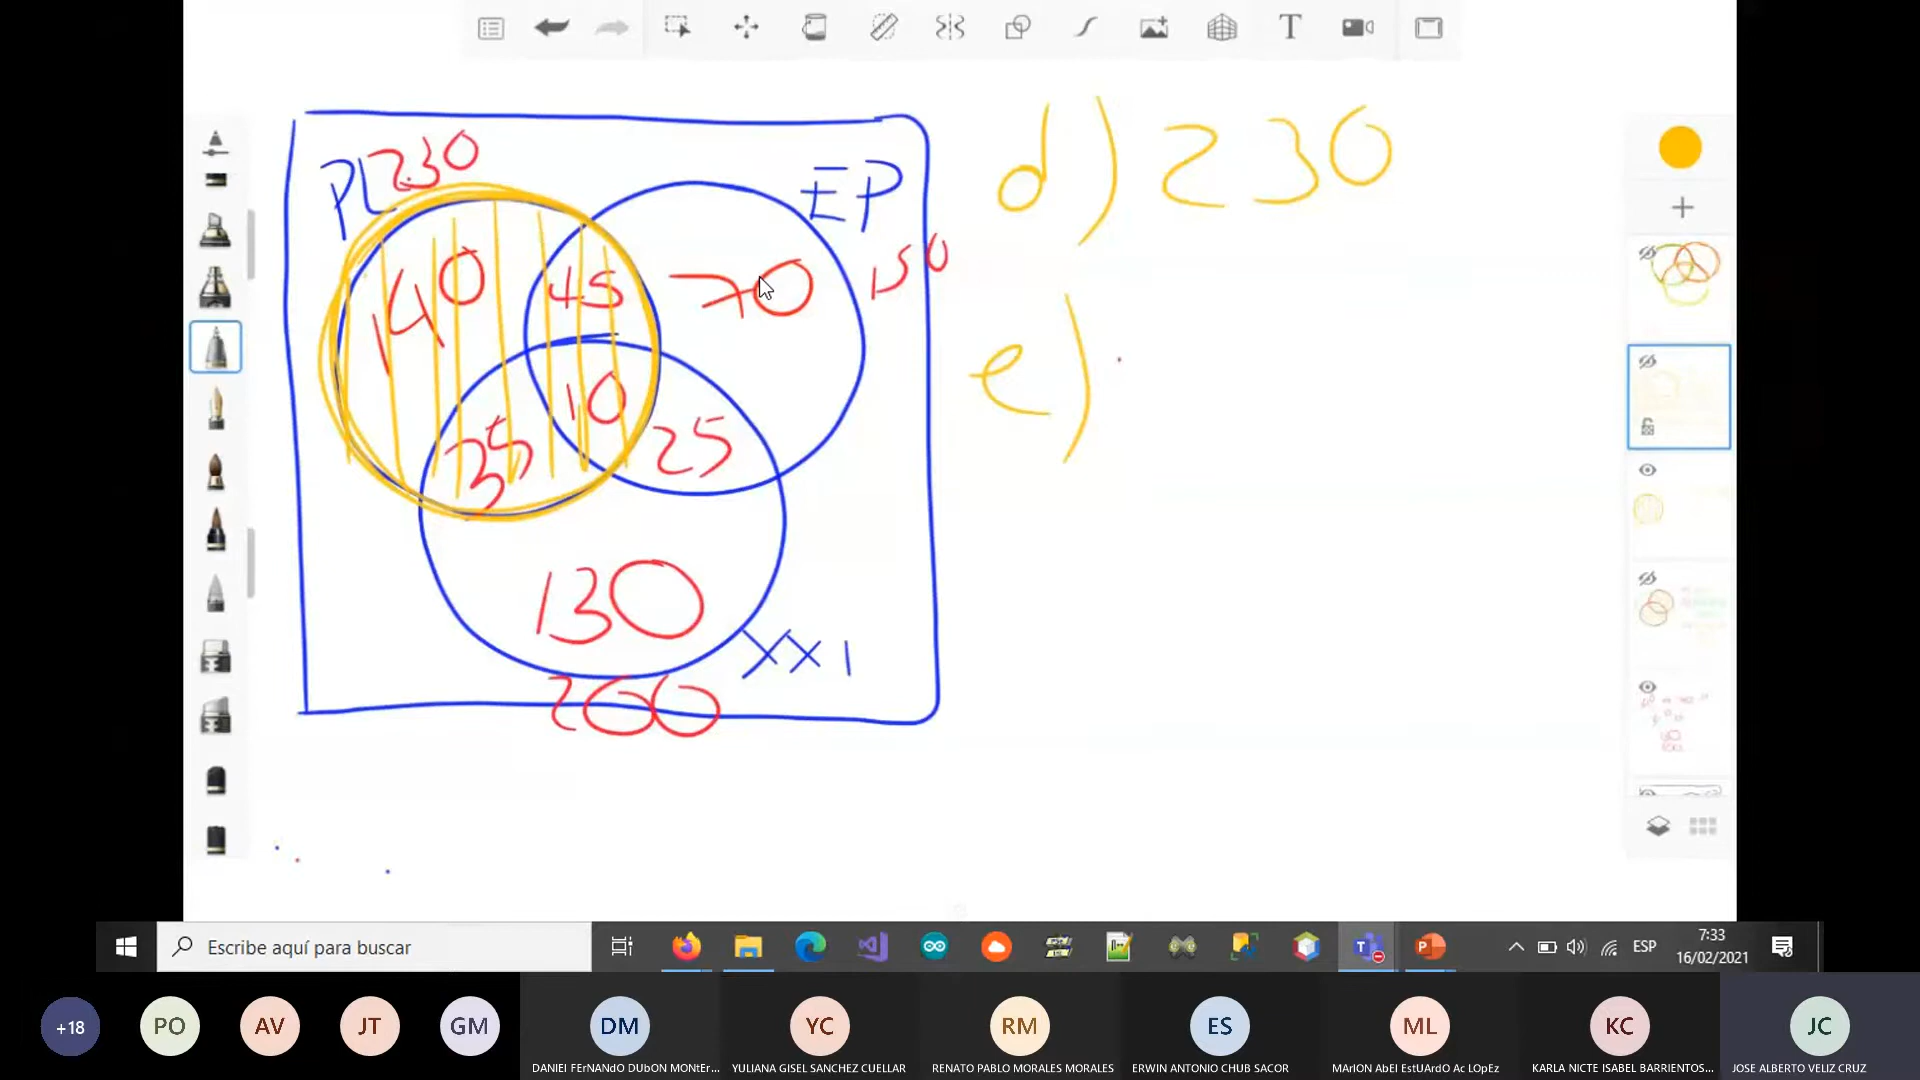 T
PL 230
EP
150
140
45
70
10
35
25
130
XXI
200
d) 230
e)
Escribe aquí para buscar
ESP
7:33
16/02/2021
+18
PO
AV
JT
GM
DM
YC
RM
ES
ML
KC
JC
DANIEl FErNANdO DUbON MONtEr...
YULIANA GISEL SANCHEZ CUELLAR
RENATO PABLO MORALES MORALES
ERWIN ANTONIO CHUB SACOR
MArION AbEl EstUArdO Ac LOpEz
KARLA NICTE ISABEL BARRIENTOS...
JOSE ALBERTO VELIZ CRUZ